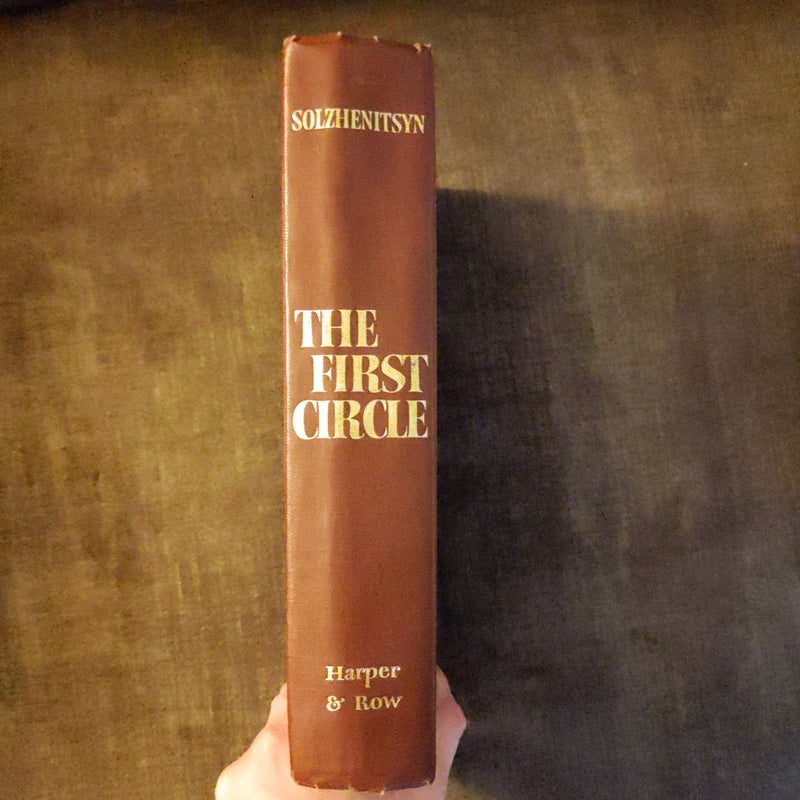 SOLZHENITSYN
THE
FIRST
CIRCLE
Harper
& Row